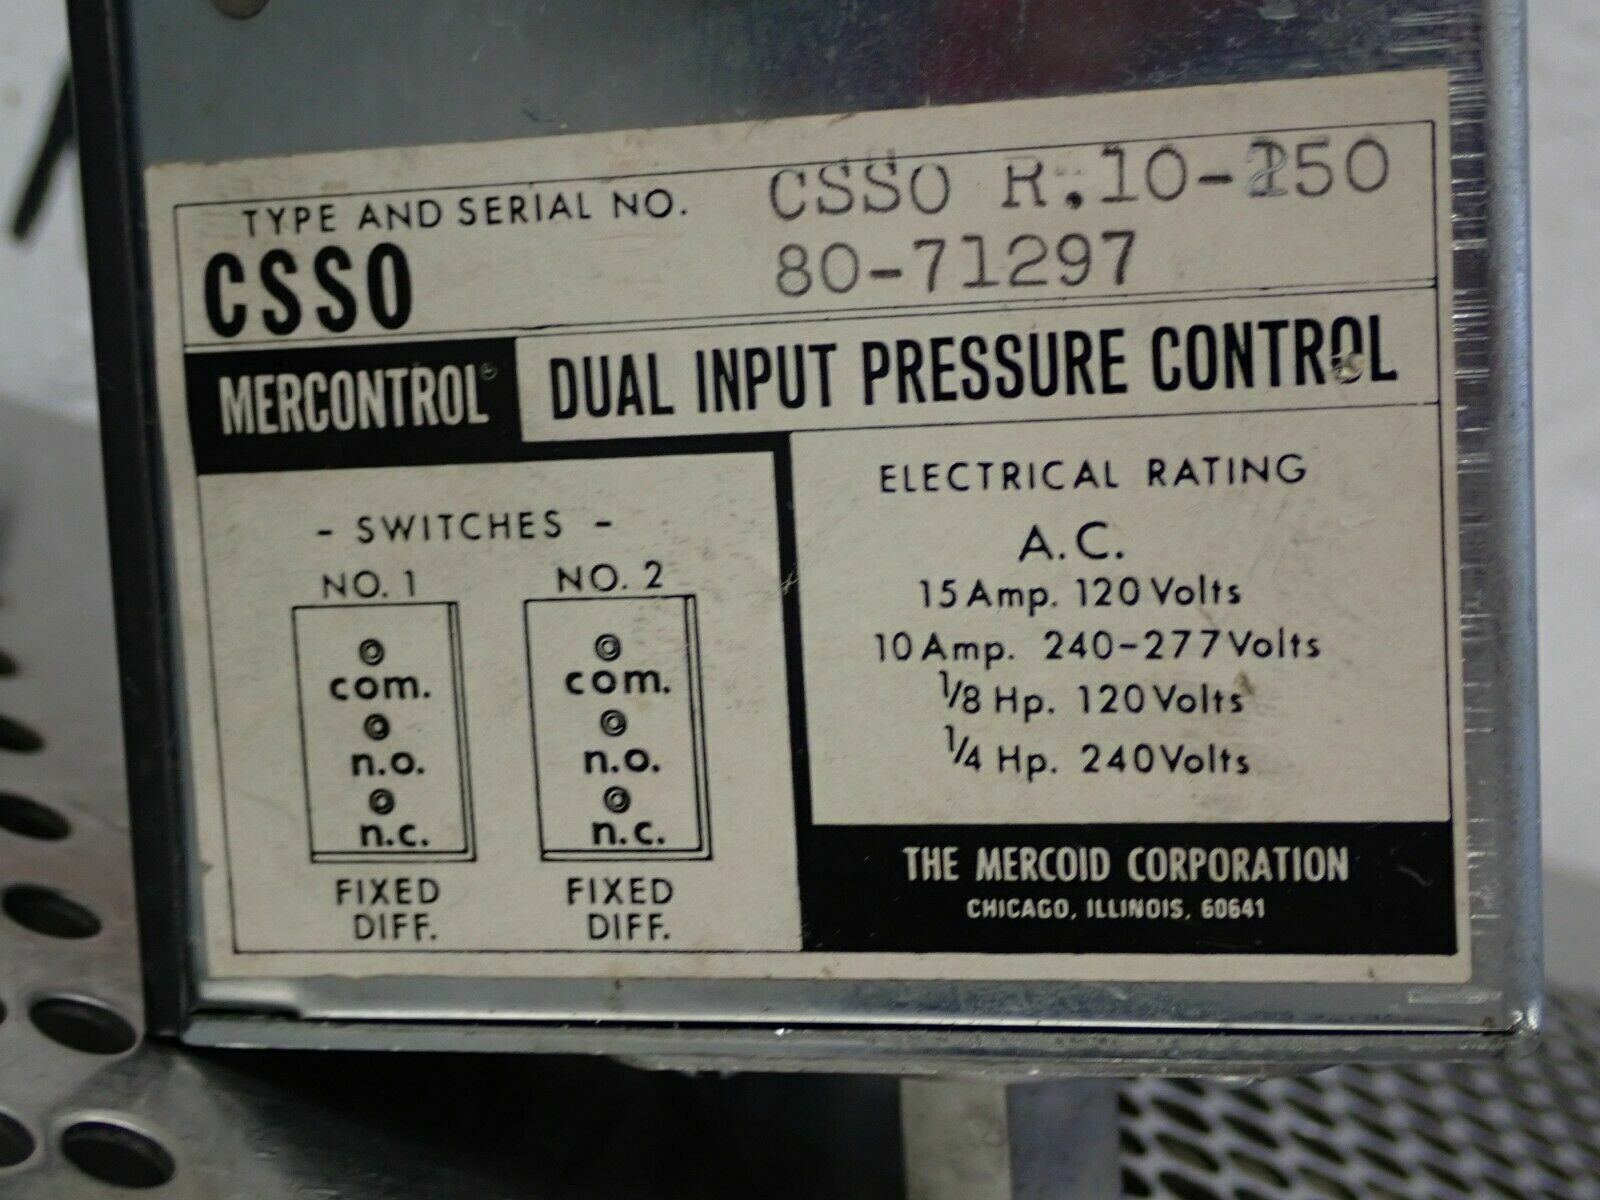 TYPE AND SERIAL NO. CSSO R.10-150
CSSO 80-71297
MERCONTROL® DUAL INPUT PRESSURE CONTROL
- SWITCHES -
NO. 1 NO. 2
com. com.
n.o. n.o.
n.c. n.c.
FIXED FIXED
DIFF. DIFF.
ELECTRICAL RATING
A.C.
15 Amp. 120 Volts
10 Amp. 240-277 Volts
1/8 Hp. 120 Volts
1/4 Hp. 240 Volts
THE MERCOID CORPORATION
CHICAGO, ILLINOIS, 60641